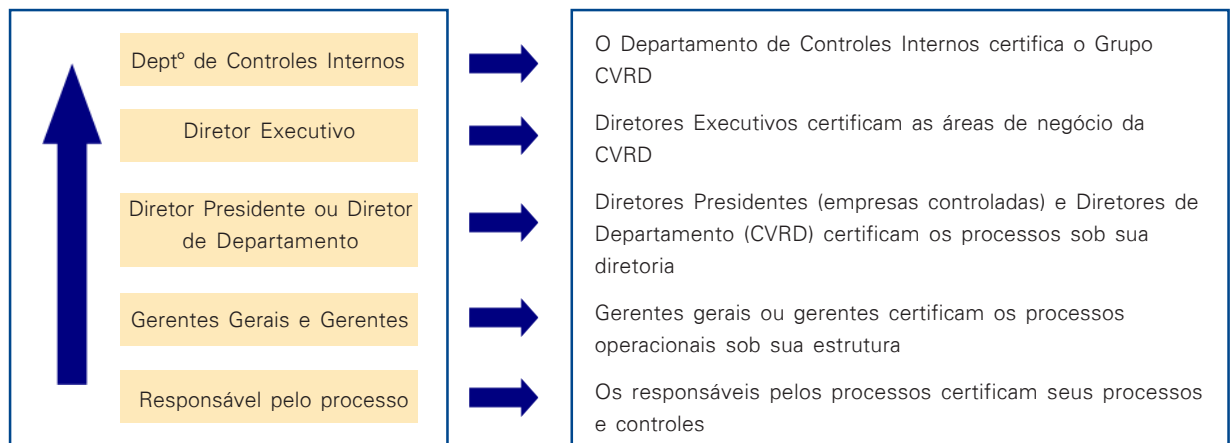 Deptº de Controles Internos
O Departamento de Controles Internos certifica o Grupo
CVRD
Diretor Executivo
Diretores Executivos certificam as áreas de negócio da
CVRD
Diretor Presidente ou Diretor
de Departamento
Diretores Presidentes (empresas controladas) e Diretores de
Departamento (CVRD) certificam os processos sob sua
diretoria
Gerentes Gerais e Gerentes
Gerentes gerais ou gerentes certificam os processos
operacionais sob sua estrutura
Responsável pelo processo
Os responsáveis pelos processos certificam seus processos
e controles